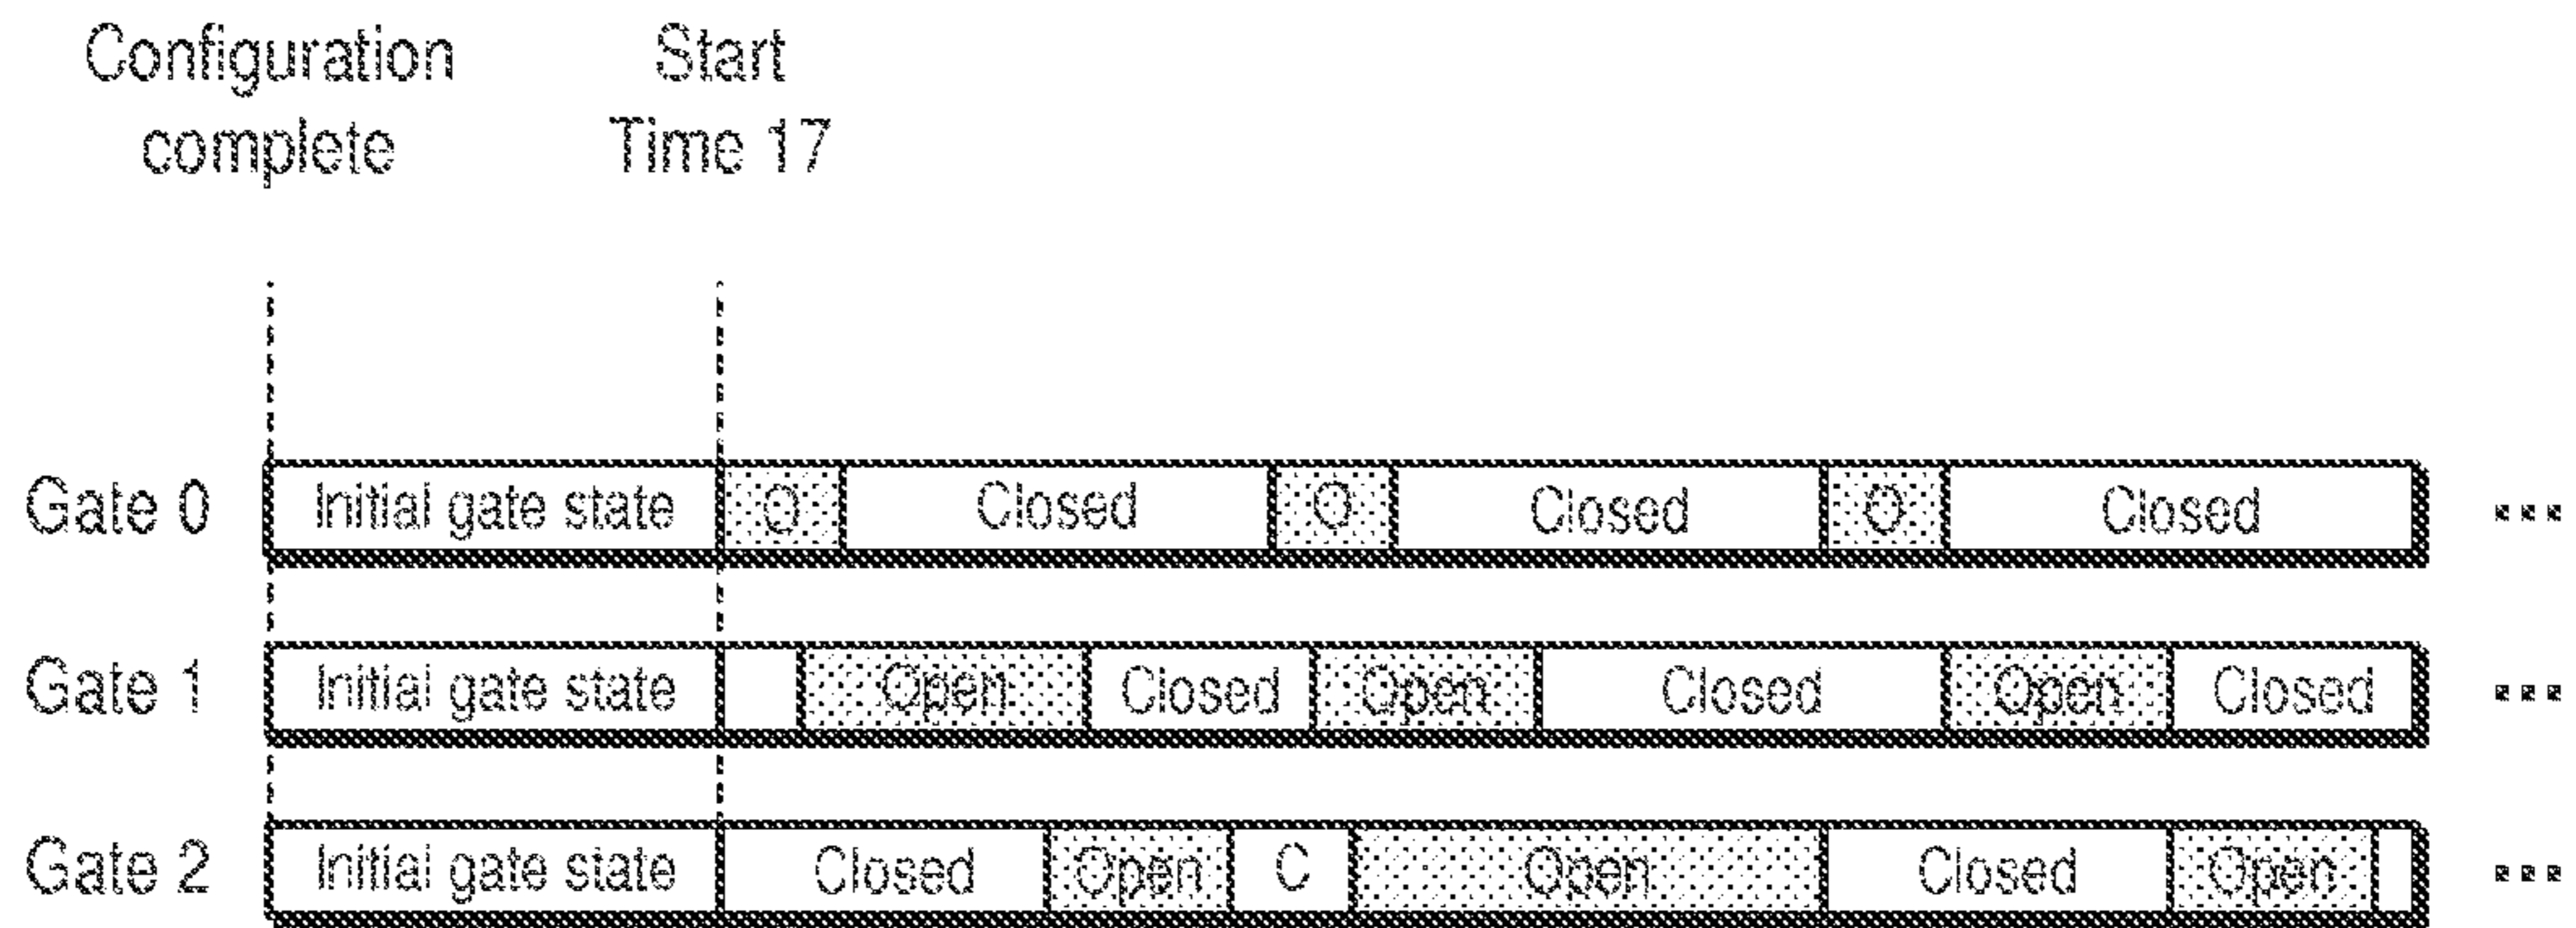 Configuration
complete
Start
Time 17
Gate 0 Initial gate state O Closed O Closed O Closed ...
Gate 1 Initial gate state Open Closed Open Closed Open Closed ...
Gate 2 Initial gate state Closed Open C Open Closed Open ...